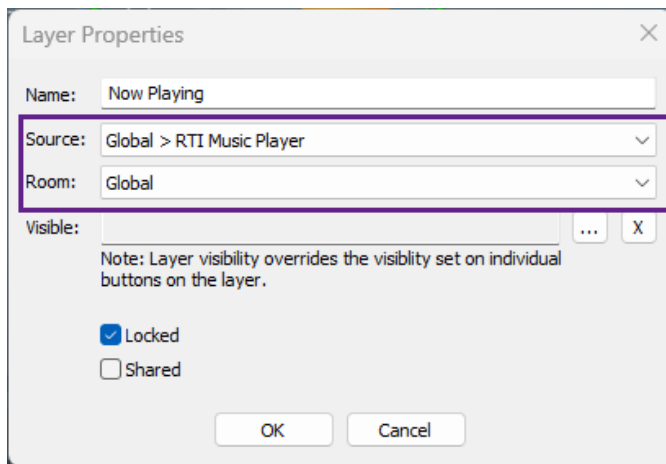 Layer Properties
Name: Now Playing
Source: Global > RTI Music Player
Room: Global
Visible: ... X
Note: Layer visibility overrides the visiblity set on individual
buttons on the layer.
Locked
Shared
OK Cancel